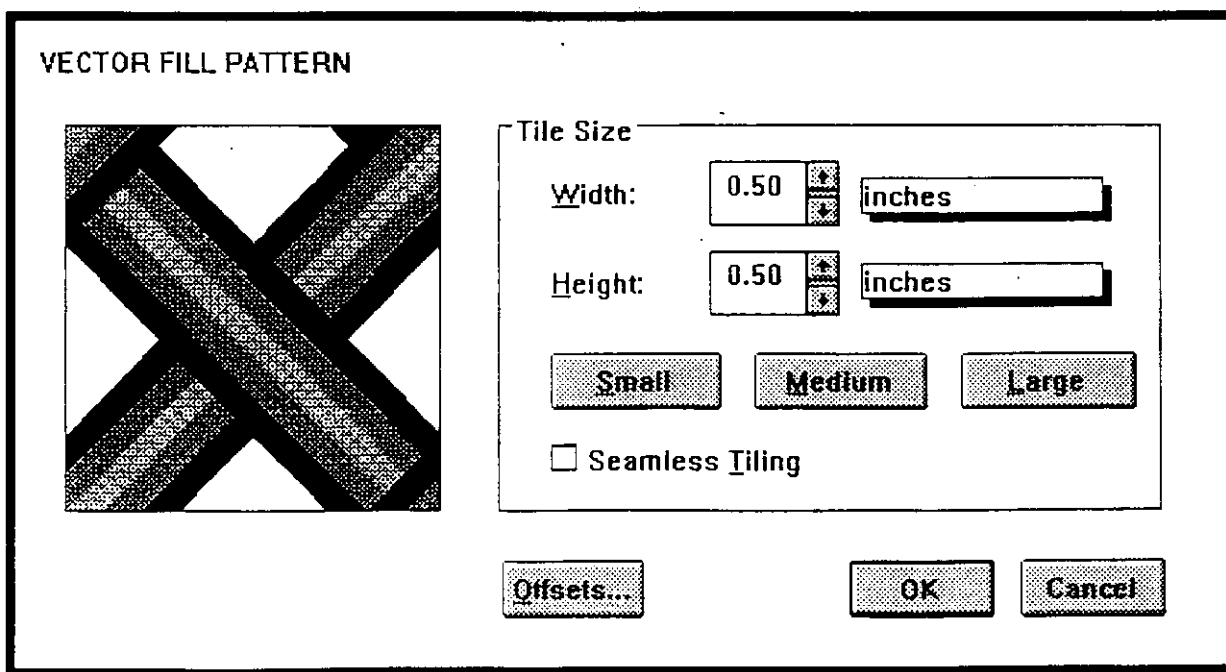 VECTOR FILL PATTERN
Tile Size
Width: 0.50 inches
Height: 0.50 inches
Small Medium Large
Seamless Tiling
Offsets... OK Cancel